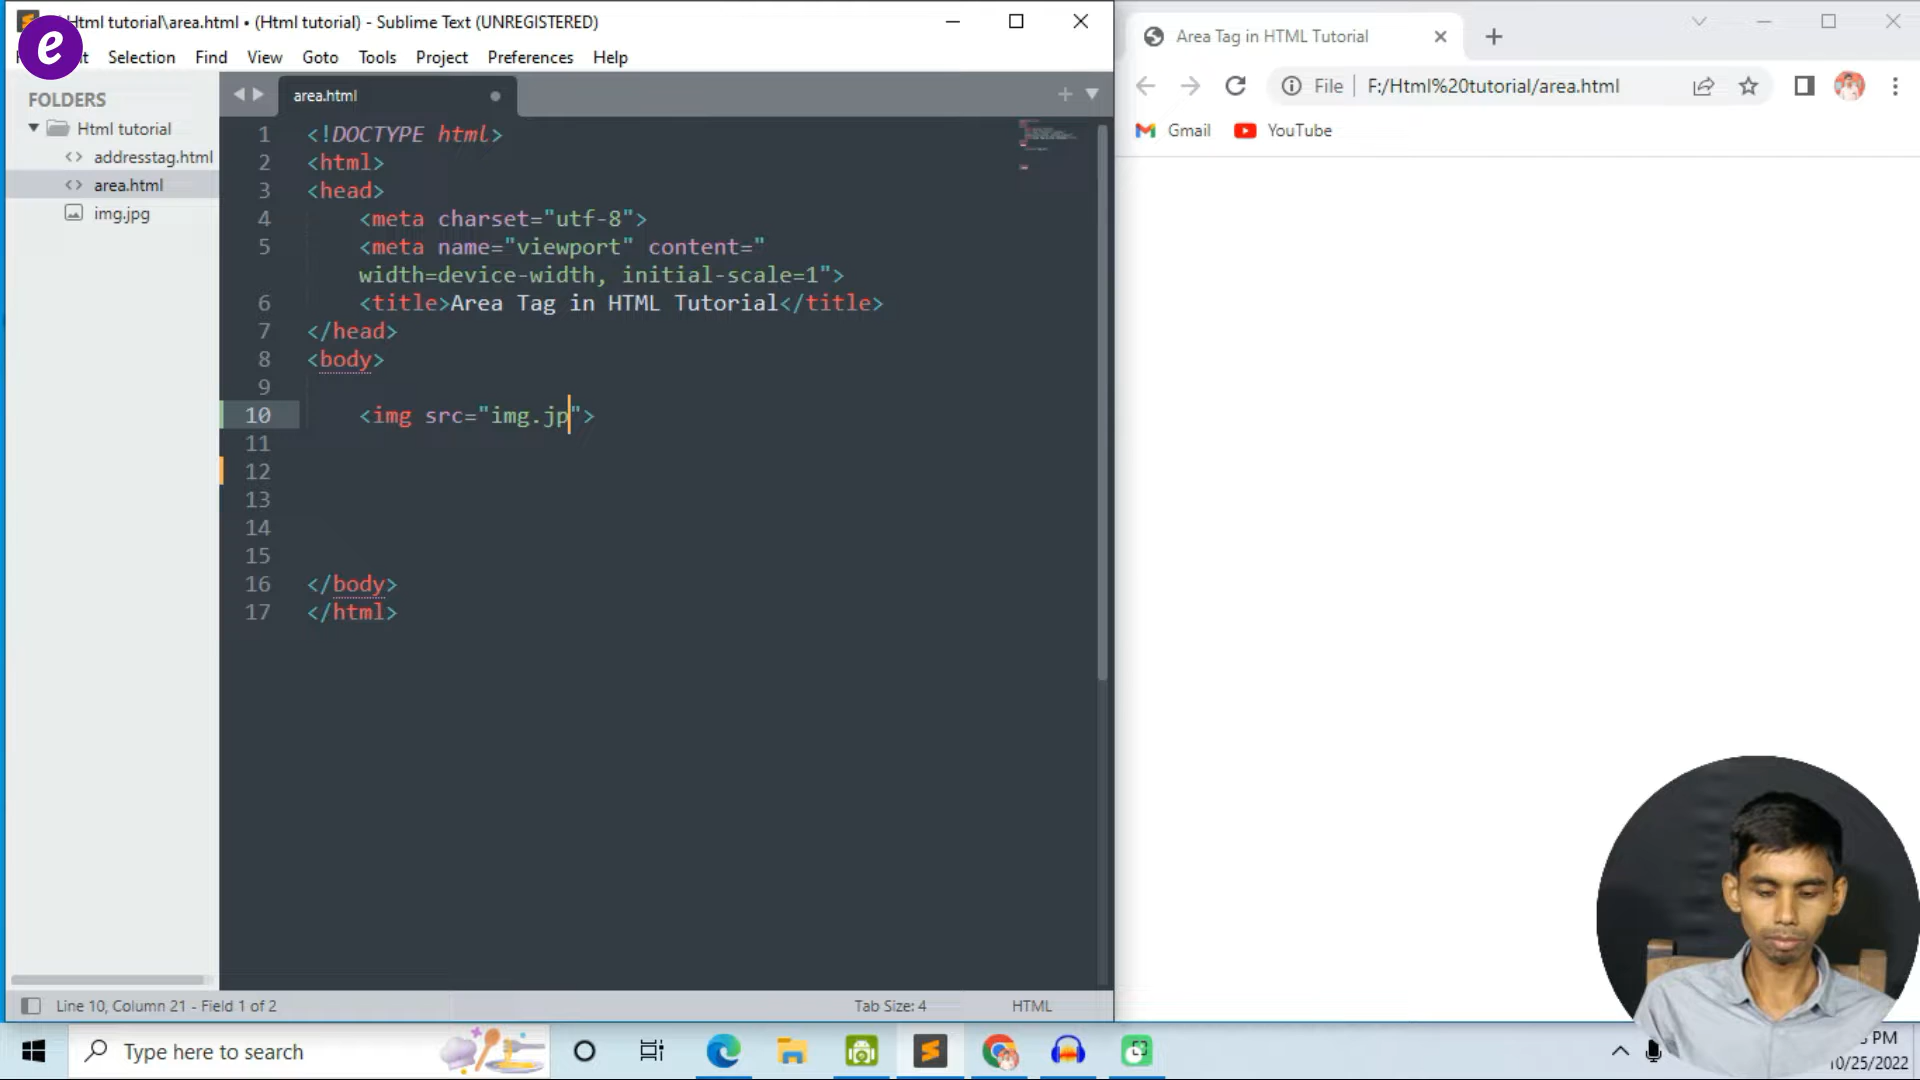 e
Html tutorial\area.html • (Html tutorial) - Sublime Text (UNREGISTERED)
Selection Find Goto View Tools Project Preferences Help
FOLDERS
Html tutorial
<> addresstag.html
<> area.html
img.jpg
area.html
1 <!DOCTYPE html>
2 <html>
3 <head>
4 <meta charset="utf-8">
5 <meta name="viewport" content="
width=device-width, initial-scale=1">
6 <title>Area Tag in HTML Tutorial</title>
7 </head>
8 <body>
9
10 <img src="img.jp">
11
12
13
14
15
16 </body>
17 </html>
Line 10, Column 21 - Field 1 of 2
Tab Size: 4
HTML
Area Tag in HTML Tutorial
File | F:/Html%20tutorial/area.html
Gmail YouTube
Type here to search
PM
10/25/2022